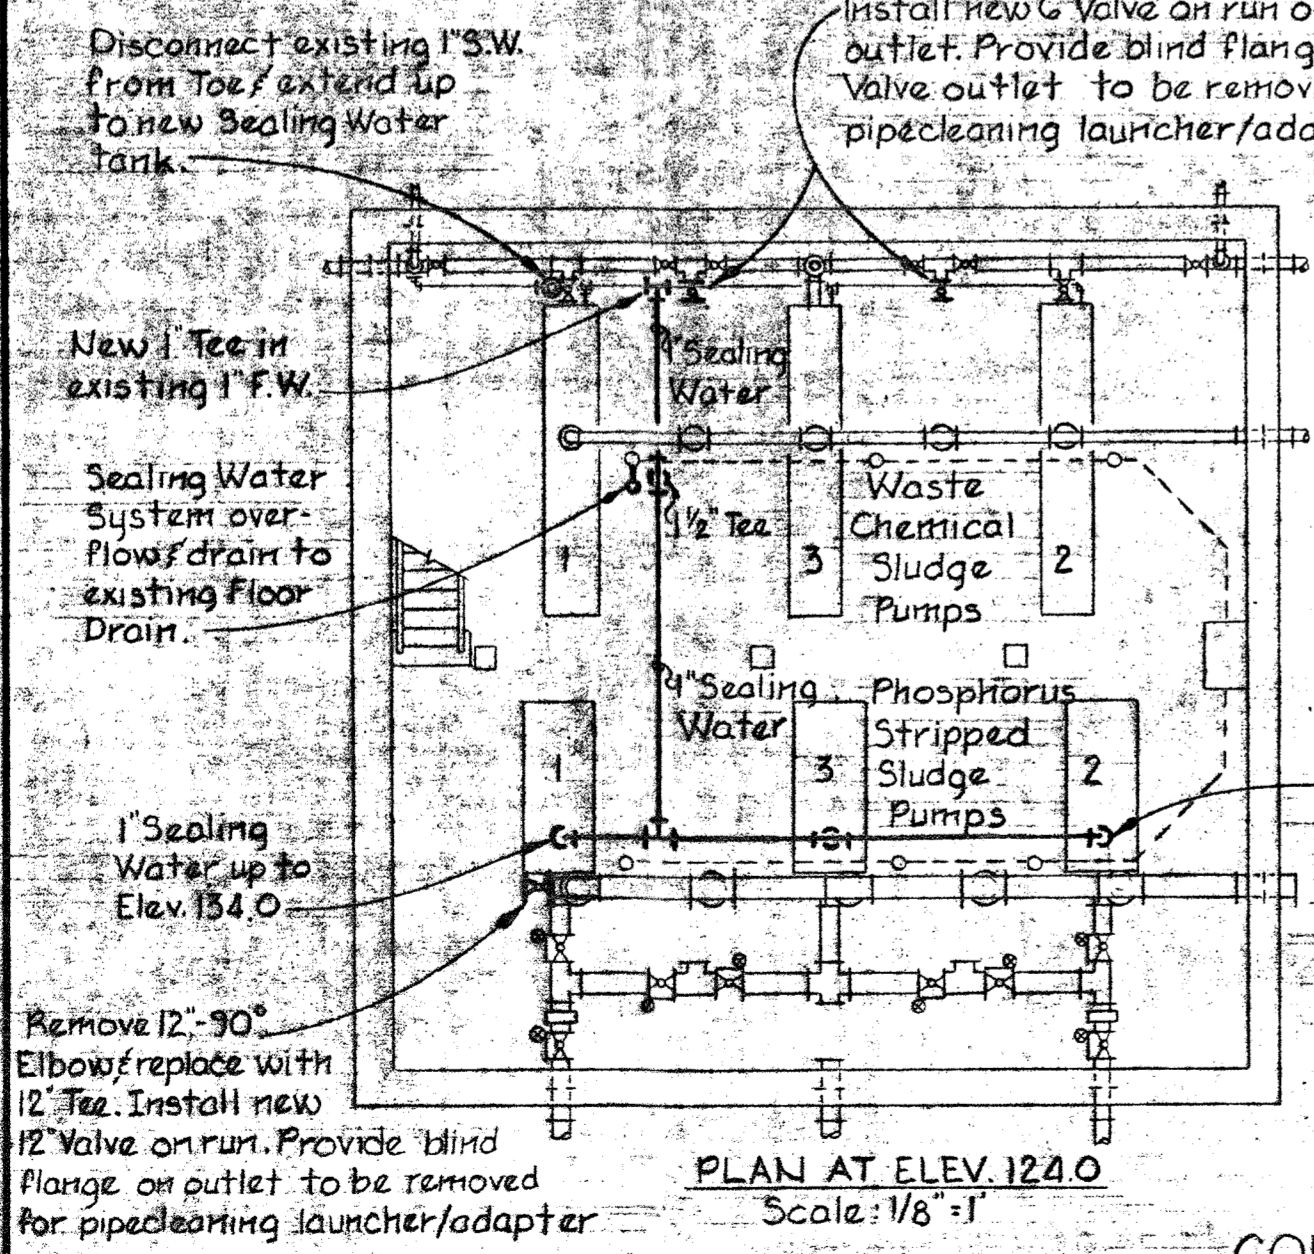 Disconnect existing 1" S.W.
from Toe & extend up
to new Sealing Water
tank.
Install new 6" Valve on run o
outlet. Provide blind flang
Valve outlet to be remov
pipecleaning launcher/ada
New 1" Tee in
existing 1" F.W.
Sealing Water
System over-
flow & drain to
existing Floor
Drain.
1" Sealing
Water up to
Elev. 134.0
Remove 12"-90°
Elbow & replace with
12" Tee. Install new
12" Valve on run. Provide blind
flange on outlet to be removed
for pipecleaning launcher/adapter
1" Sealing
Water
1 1/2" Tee
1
3
2
Waste
Chemical
Sludge
Pumps
Sealing
Water
Phosphorus
Stripped
Sludge
Pumps
1
3
2
PLAN AT ELEV. 124.0
Scale: 1/8" = 1'